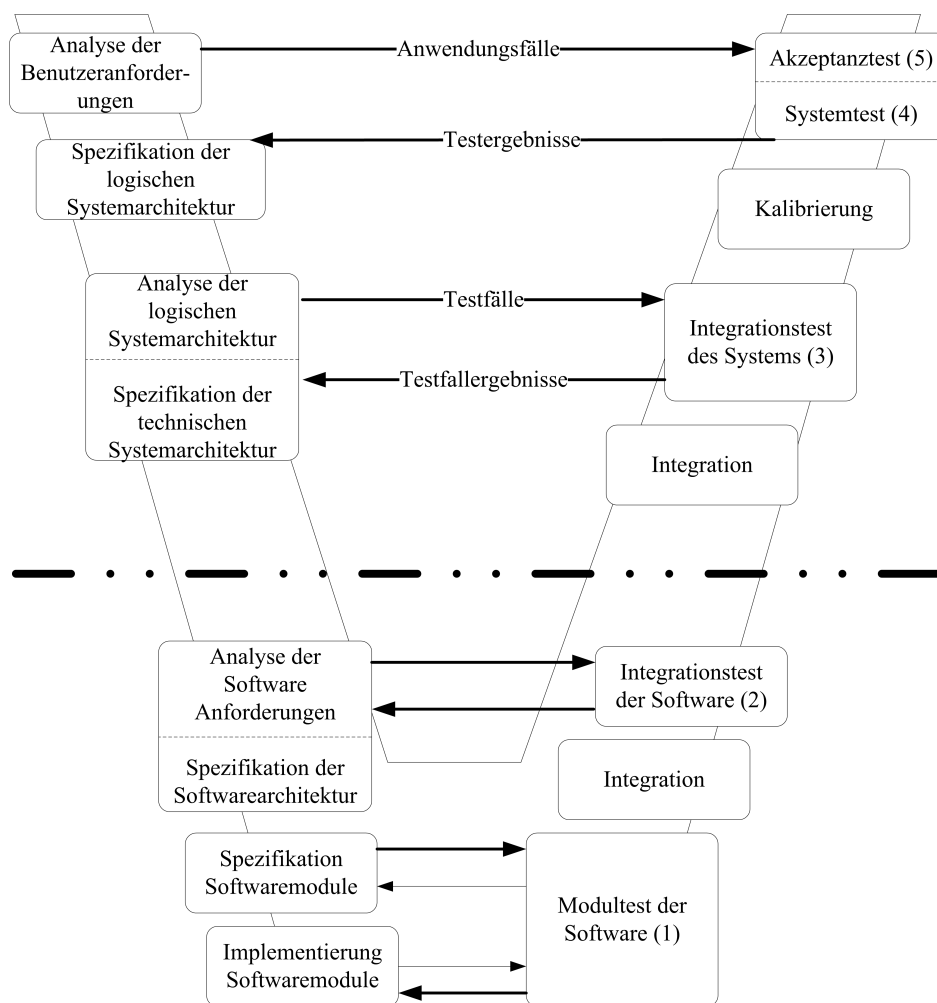 Analyse der
Benutzeranforder-
ungen
Anwendungsfälle
Akzeptanztest (5)
Systemtest (4)
Testergebnisse
Spezifikation der
logischen
Systemarchitektur
Kalibrierung
Analyse der
logischen
Systemarchitektur
Testfälle
Integrationstest
des Systems (3)
Testfallergebnisse
Spezifikation der
technischen
Systemarchitektur
Integration
Analyse der
Software
Anforderungen
Integrationstest
der Software (2)
Spezifikation der
Softwarearchitektur
Integration
Spezifikation
Softwaremodule
Modultest der
Software (1)
Implementierung
Softwaremodule